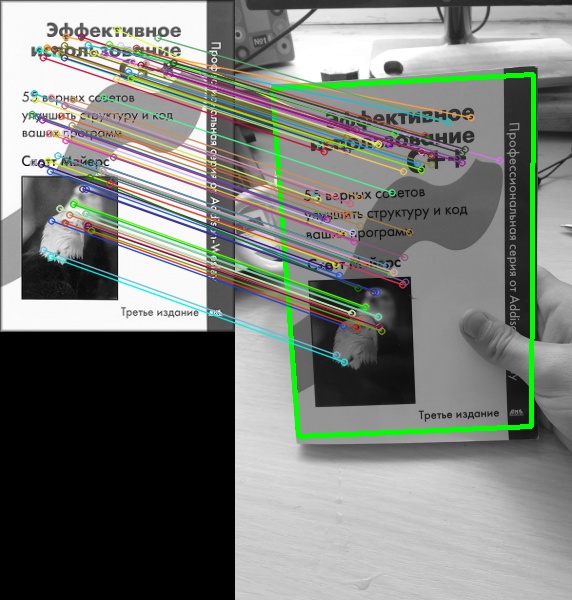 Эффективное
использование
C++
55 верных советов
улучшить структуру и код
ваших программ
Скотт Майерс
Третье издание
Профессиональная серия от Addison-Wesley
Эффективное
использование
C++
55 верных советов
улучшить структуру и код
ваших программ
Скотт Майерс
Третье издание
Профессиональная серия от